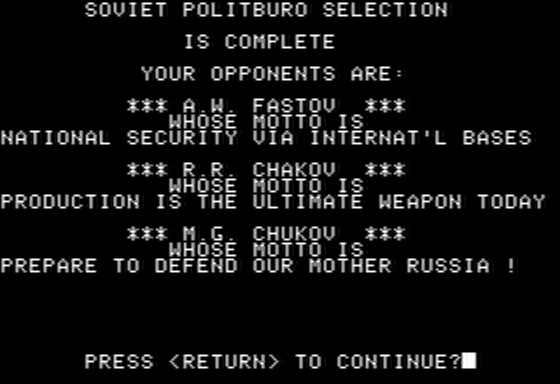 SOVIET POLITBURO SELECTION
IS COMPLETE
YOUR OPPONENTS ARE:
*** A.W. FASTOV ***
WHOSE MOTTO IS
NATIONAL SECURITY VIA INTERNAT'L BASES
*** R.R. CHAKOV ***
WHOSE MOTTO IS
PRODUCTION IS THE ULTIMATE WEAPON TODAY
*** M.G. CHUKOV ***
WHOSE MOTTO IS
PREPARE TO DEFEND OUR MOTHER RUSSIA !
PRESS <RETURN> TO CONTINUE?